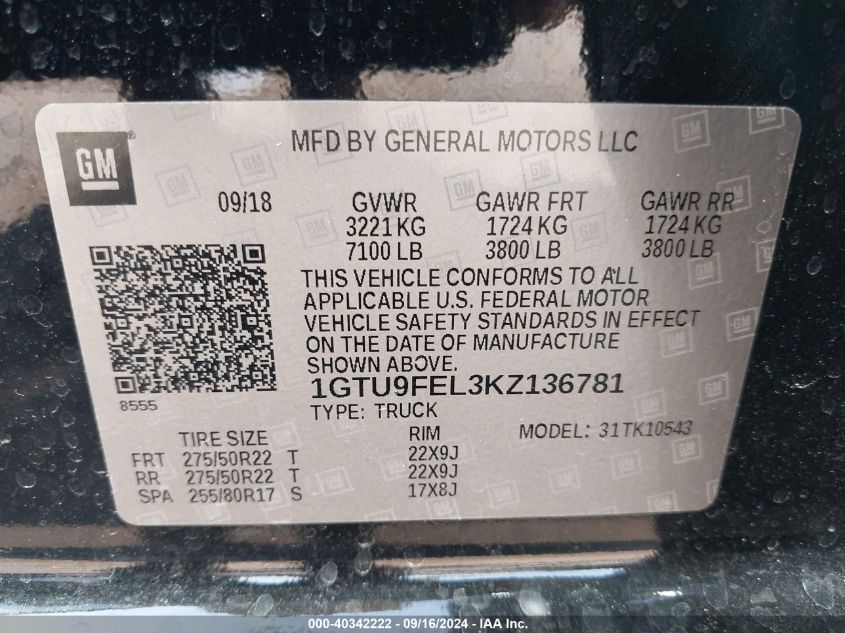 GM
MFD BY GENERAL MOTORS LLC
09/18 GVWR GAWR FRT GAWR RR
3221 KG 1724 KG 1724 KG
7100 LB 3800 LB 3800 LB
THIS VEHICLE CONFORMS TO ALL
APPLICABLE U.S. FEDERAL MOTOR
VEHICLE SAFETY STANDARDS IN EFFECT
ON THE DATE OF MANUFACTURE
SHOWN ABOVE.
1GTU9FEL3KZ136781
8555
TYPE: TRUCK
TIRE SIZE RIM MODEL: 31TK10543
FRT 275/50R22 T 22X9J
RR 275/50R22 T 22X9J
SPA 255/80R17 S 17X8J
000-40342222 - 09/16/2024 - IAA Inc.